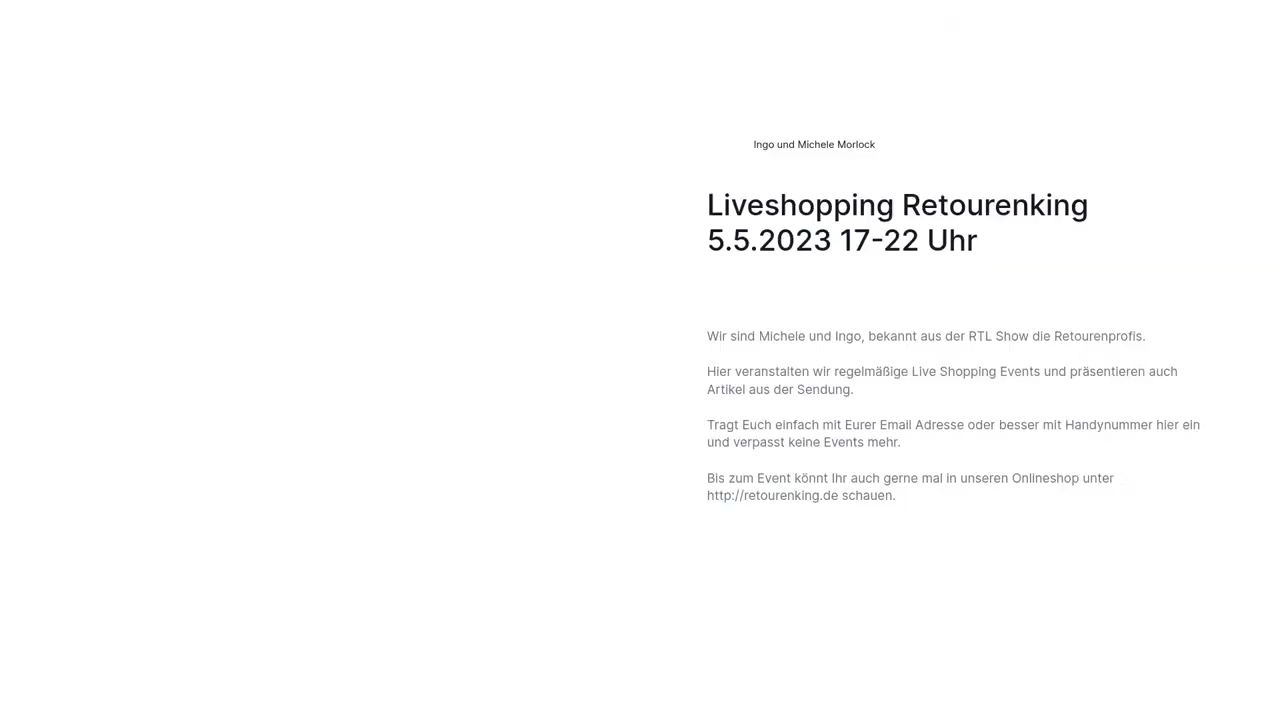 Ingo und Michele Morlock
Liveshopping Retourenking
5.5.2023 17-22 Uhr
Wir sind Michele und Ingo, bekannt aus der RTL Show die Retourenprofis.
Hier veranstalten wir regelmäßige Live Shopping Events und präsentieren auch
Artikel aus der Sendung.
Tragt Euch einfach mit Eurer Email Adresse oder besser mit Handynummer hier ein
und verpasst keine Events mehr.
Bis zum Event könnt Ihr auch gerne mal in unseren Onlineshop unter
http://retourenking.de schauen.